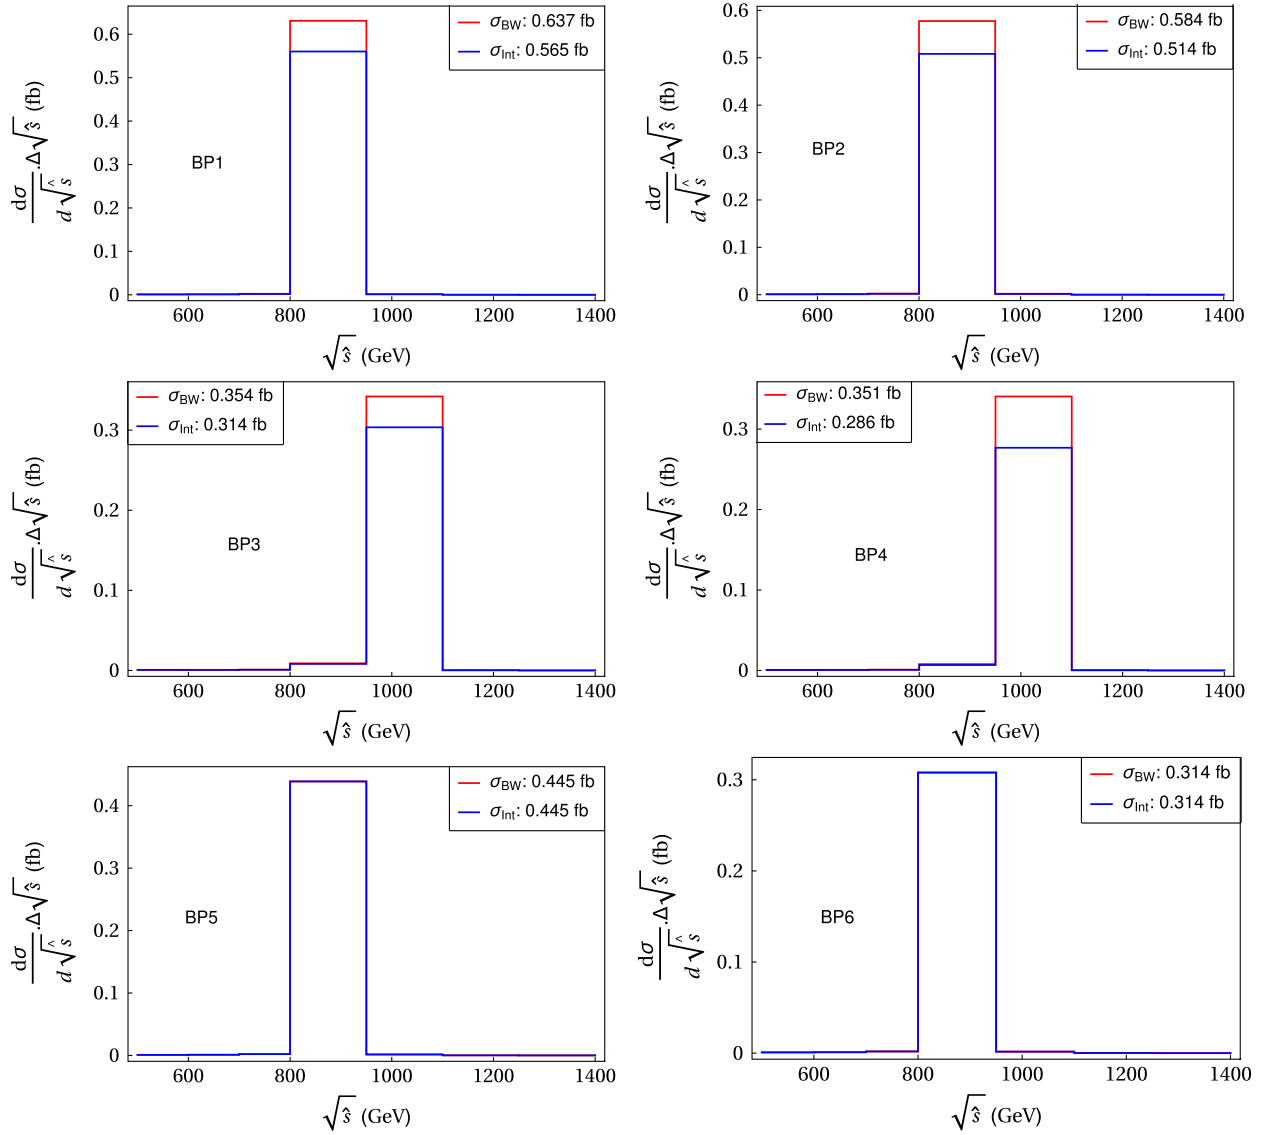 σBW: 0.637 fb
σInt: 0.565 fb
BP1
dσ/d√ŝ .Δ√ŝ (fb)
0.6
0.5
0.4
0.3
0.2
0.1
0
600 800 1000 1200 1400
√ŝ (GeV)
σBW: 0.584 fb
σInt: 0.514 fb
BP2
dσ/d√ŝ .Δ√ŝ (fb)
0.6
0.5
0.4
0.3
0.2
0.1
0
600 800 1000 1200 1400
√ŝ (GeV)
σBW: 0.354 fb
σInt: 0.314 fb
BP3
dσ/d√ŝ .Δ√ŝ (fb)
0.3
0.2
0.1
0
600 800 1000 1200 1400
√ŝ (GeV)
σBW: 0.351 fb
σInt: 0.286 fb
BP4
dσ/d√ŝ .Δ√ŝ (fb)
0.3
0.2
0.1
0
600 800 1000 1200 1400
√ŝ (GeV)
σBW: 0.445 fb
σInt: 0.445 fb
BP5
dσ/d√ŝ .Δ√ŝ (fb)
0.4
0.3
0.2
0.1
0
600 800 1000 1200 1400
√ŝ (GeV)
σBW: 0.314 fb
σInt: 0.314 fb
BP6
dσ/d√ŝ .Δ√ŝ (fb)
0.3
0.2
0.1
0
600 800 1000 1200 1400
√ŝ (GeV)